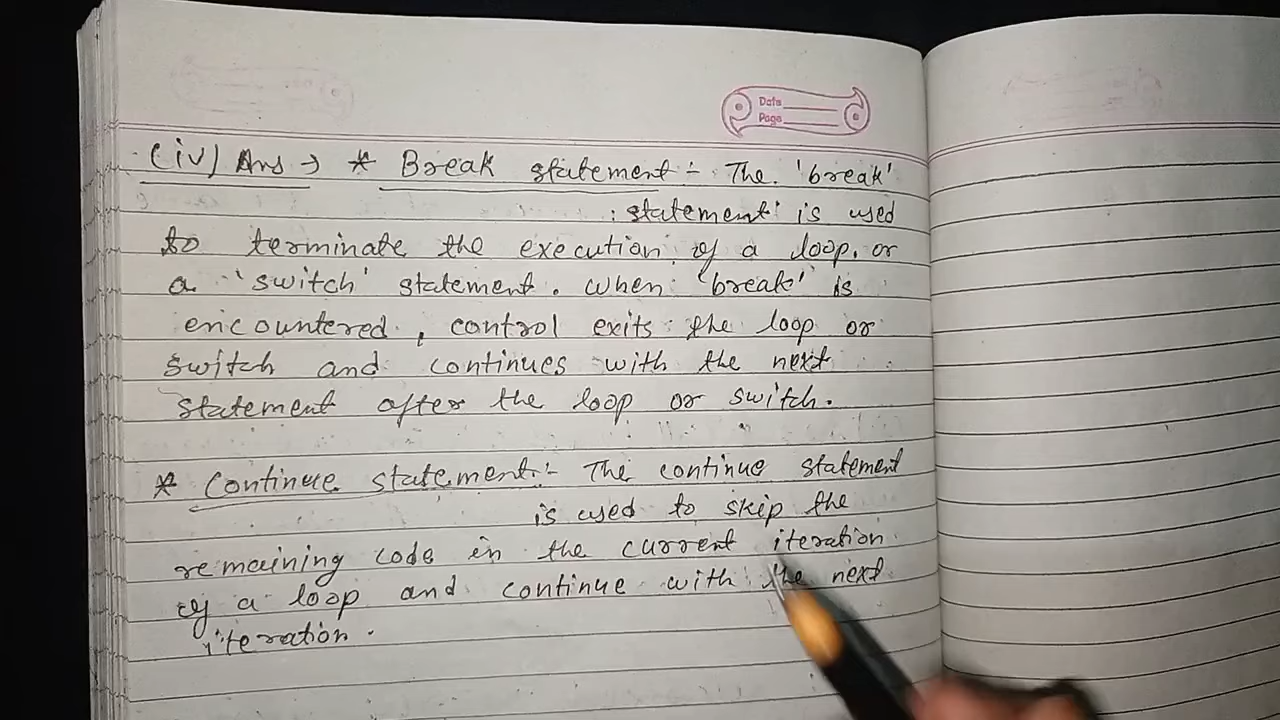 Date
Page
(iv) Ans → * Break statement :- The 'break'
statement is used
to terminate the execution of a loop or
a 'switch' statement. when 'break' is
encountered, control exits the loop or
switch and continues with the next
statement after the loop or switch.
* Continue statement :- The continue statement
is used to skip the
remaining code in the current iteration
of a loop and continue with the next
iteration.